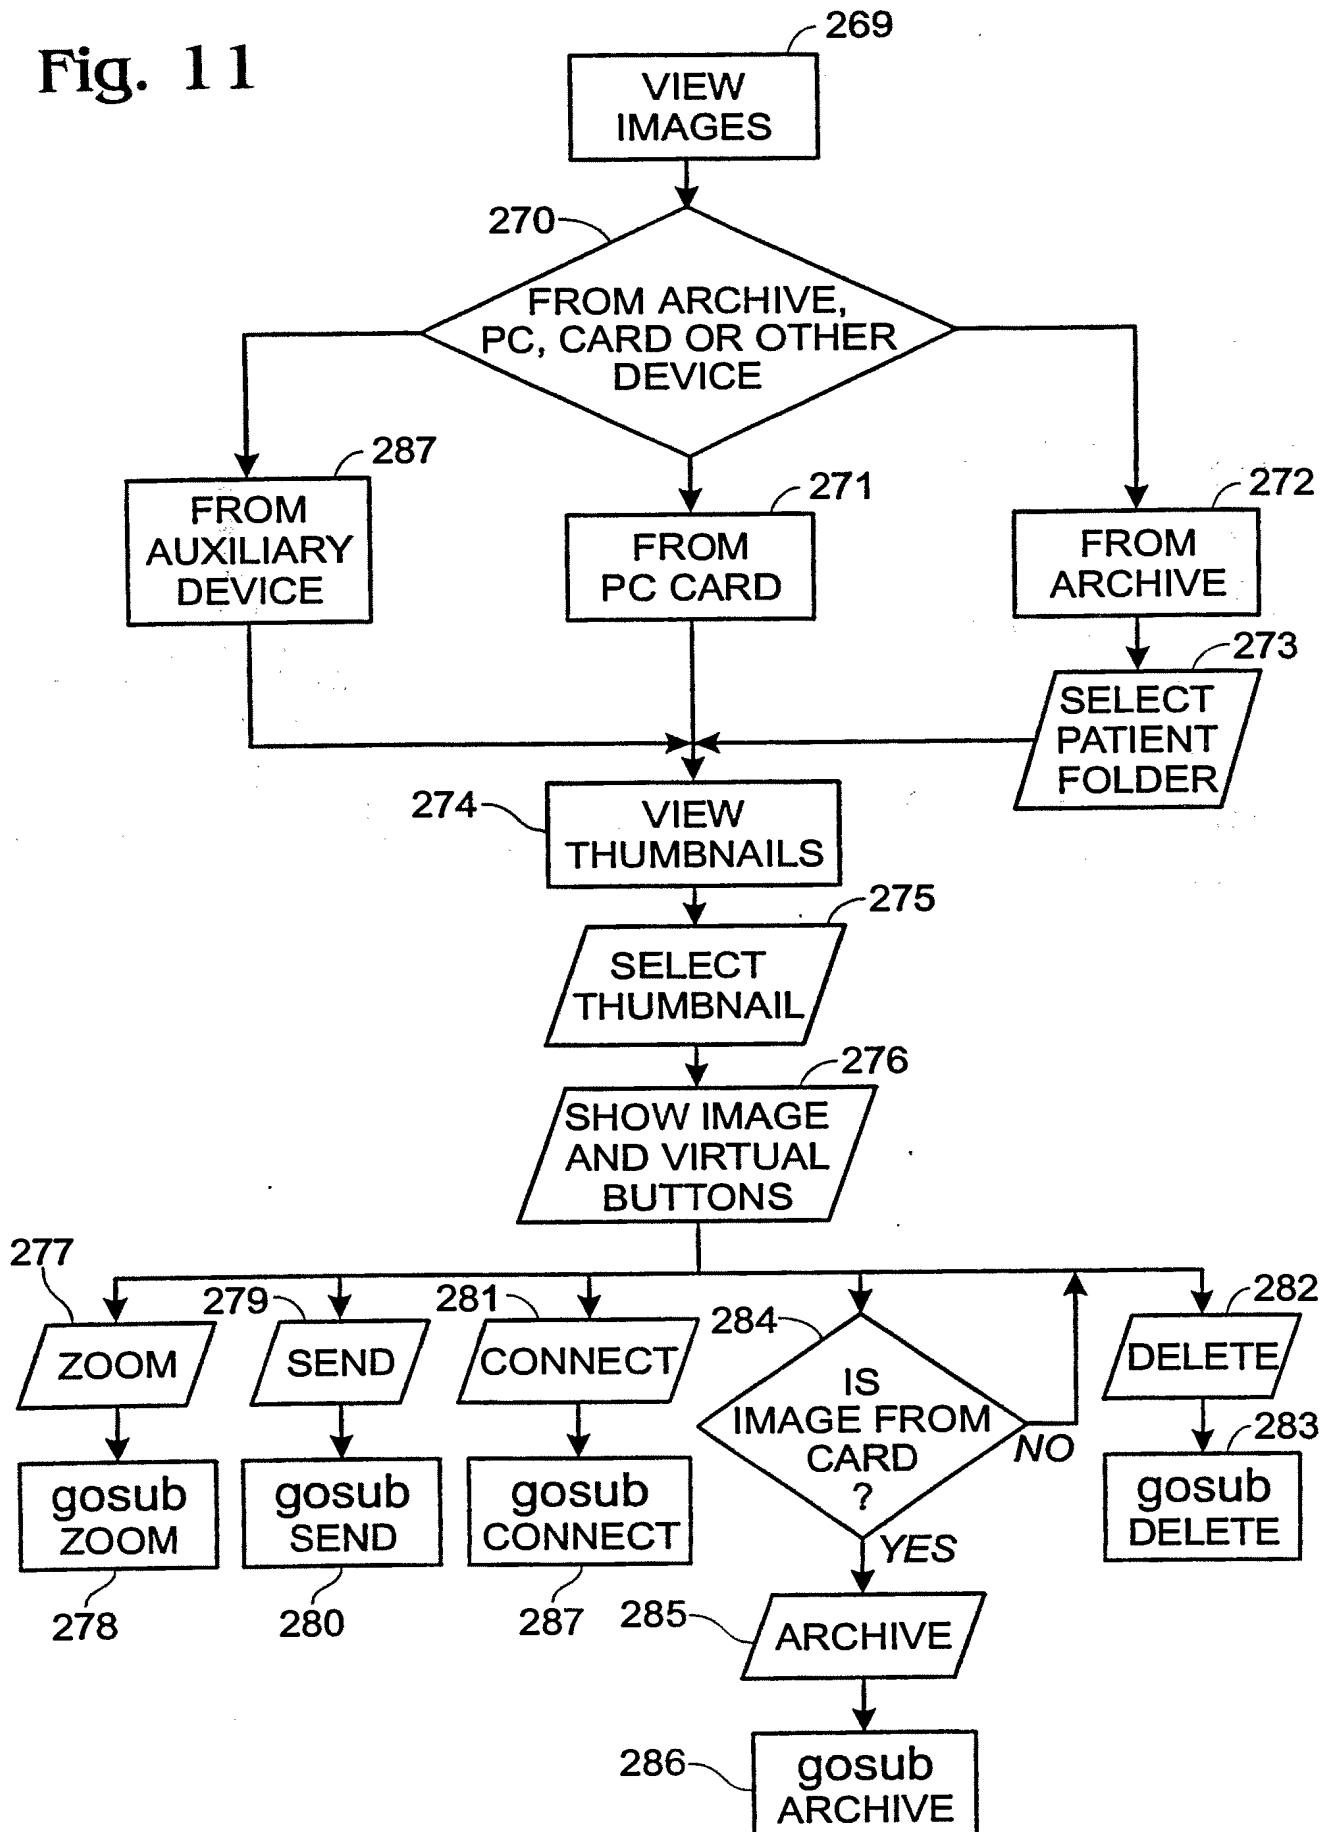 Fig. 11
269
VIEW
IMAGES
270
FROM ARCHIVE,
PC, CARD OR OTHER
DEVICE
287
FROM
AUXILIARY
DEVICE
271
FROM
PC CARD
272
FROM
ARCHIVE
273
SELECT
PATIENT
FOLDER
274
VIEW
THUMBNAILS
275
SELECT
THUMBNAIL
276
SHOW IMAGE
AND VIRTUAL
BUTTONS
277
ZOOM
279
SEND
281
CONNECT
284
IS
IMAGE FROM
CARD
?
NO
YES
282
DELETE
gosub
ZOOM
278
gosub
SEND
280
gosub
CONNECT
287
283
gosub
DELETE
285
ARCHIVE
286
gosub
ARCHIVE